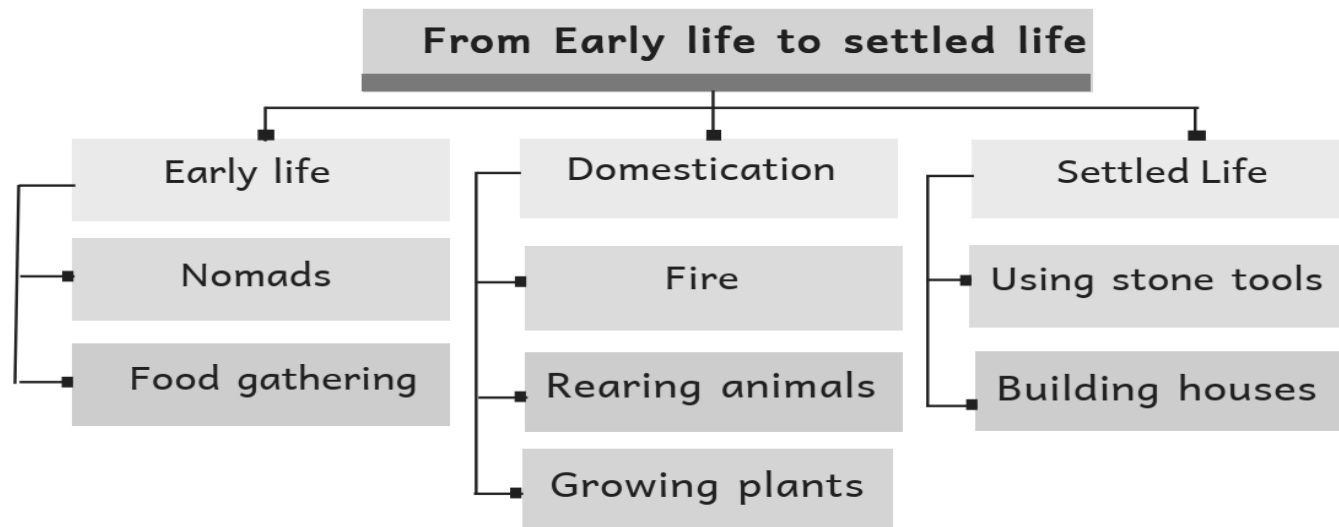 From Early life to settled life
Early life
Nomads
Food gathering
Domestication
Fire
Rearing animals
Growing plants
Settled Life
Using stone tools
Building houses